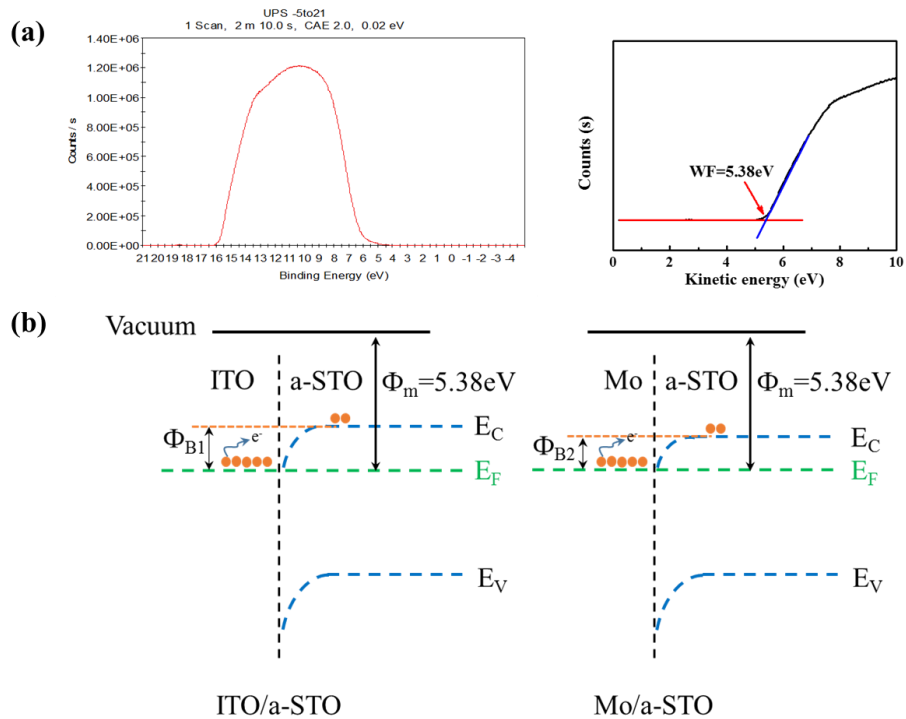 (a)
UPS -5to21
1 Scan, 2 m 10.0 s, CAE 2.0, 0.02 eV
1.40E+06
1.20E+06
1.00E+06
8.00E+05
6.00E+05
4.00E+05
2.00E+05
0.00E+00
Counts / s
21 20 19 18 17 16 15 14 13 12 11 10 9 8 7 6 5 4 3 2 1 0 -1 -2 -3 -4
Binding Energy (eV)
Counts (s)
WF=5.38eV
0 2 4 6 8 10
Kinetic energy (eV)
(b)
Vacuum
ITO a-STO Φm=5.38eV
ΦB1 e- EC
EF
EV
ITO/a-STO
Mo a-STO Φm=5.38eV
ΦB2 e- EC
EF
EV
Mo/a-STO